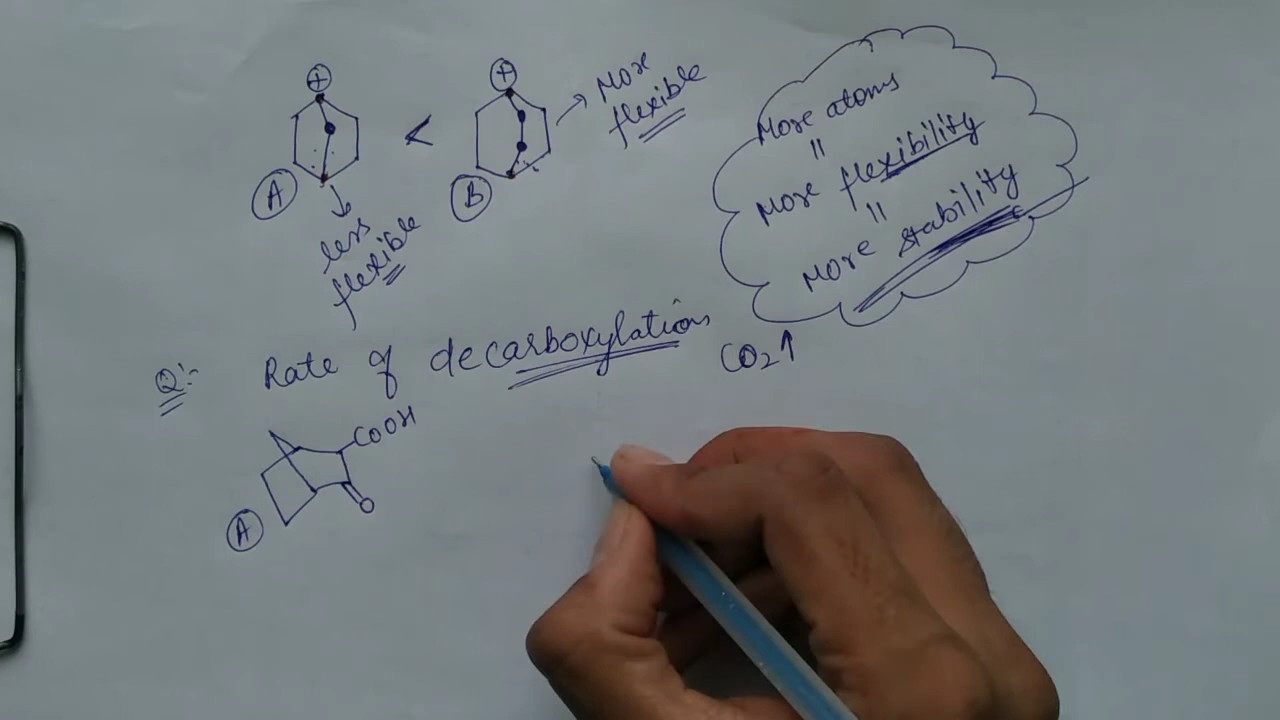 ⊕ < ⊕ → More flexible
A B
↓
less flexible
More atoms
||
More flexibility
||
More stability
Q:- Rate of decarboxylation CO2↑
COOH
O
A